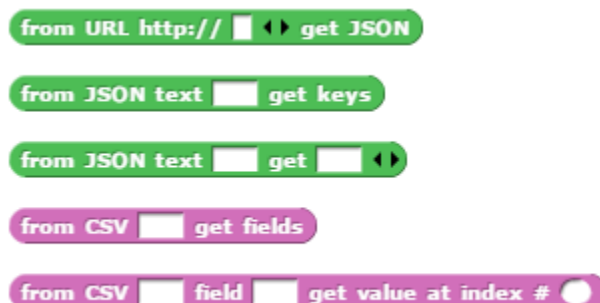 from URL http:// get JSON
from JSON text get keys
from JSON text get
from CSV get fields
from CSV field get value at index #